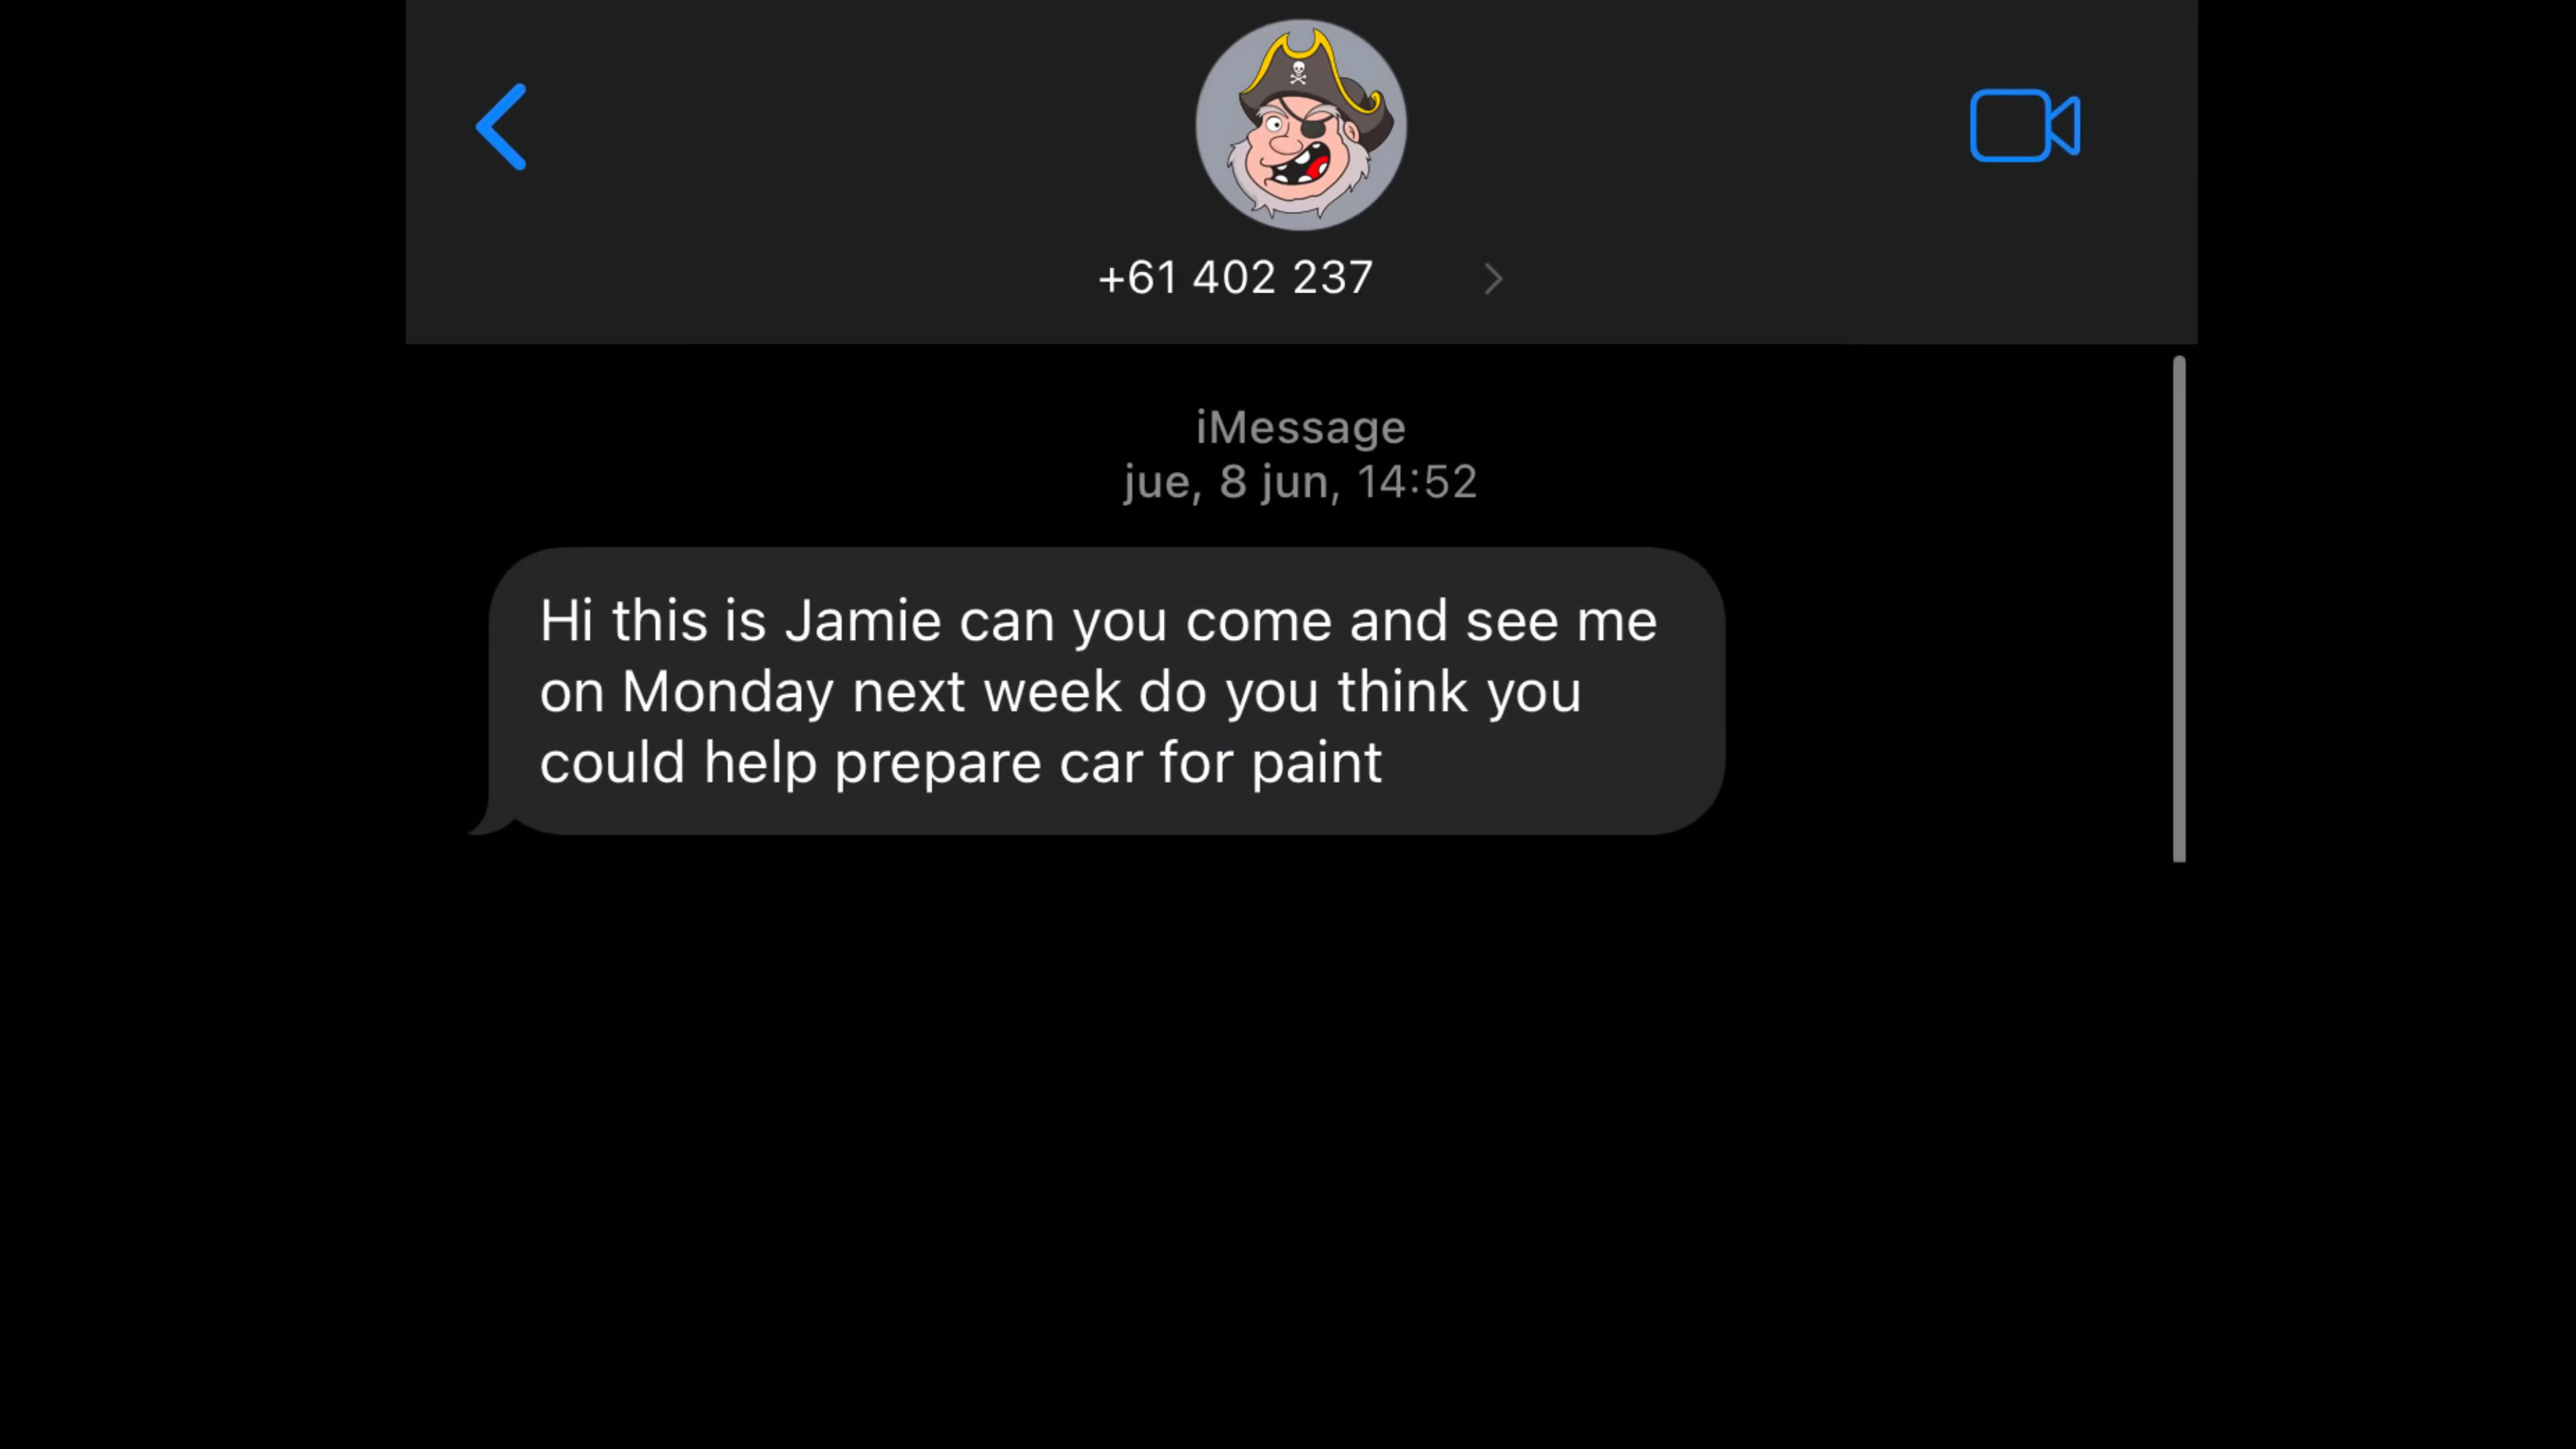 +61 402 237
iMessage
jue, 8 jun, 14:52
Hi this is Jamie can you come and see me
on Monday next week do you think you
could help prepare car for paint